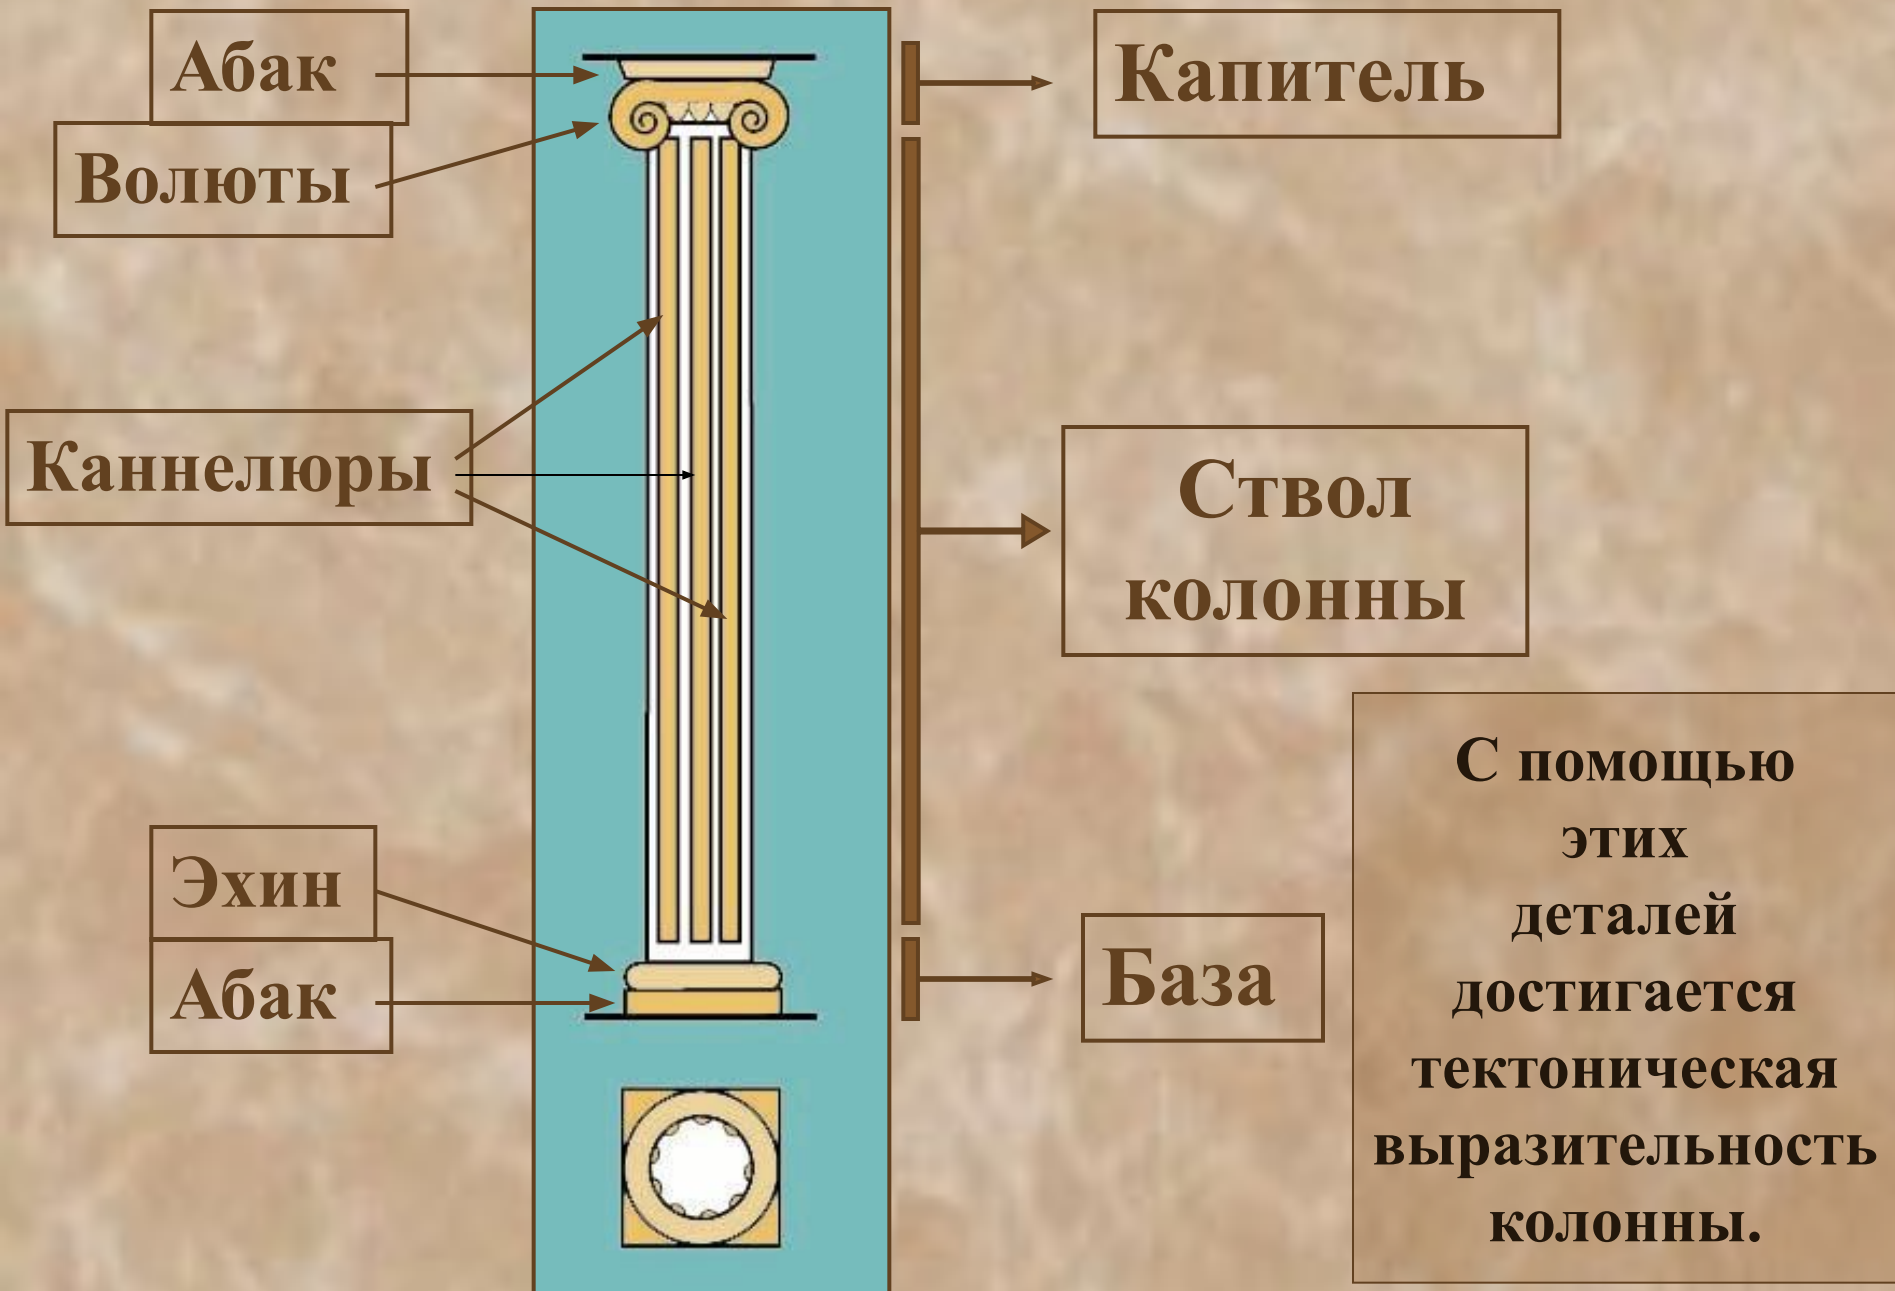 Абак
Волюты
Каннелюры
Эхин
Абак
Капитель
Ствол
колонны
База
С помощью
этих
деталей
достигается
тектоническая
выразительность
колонны.